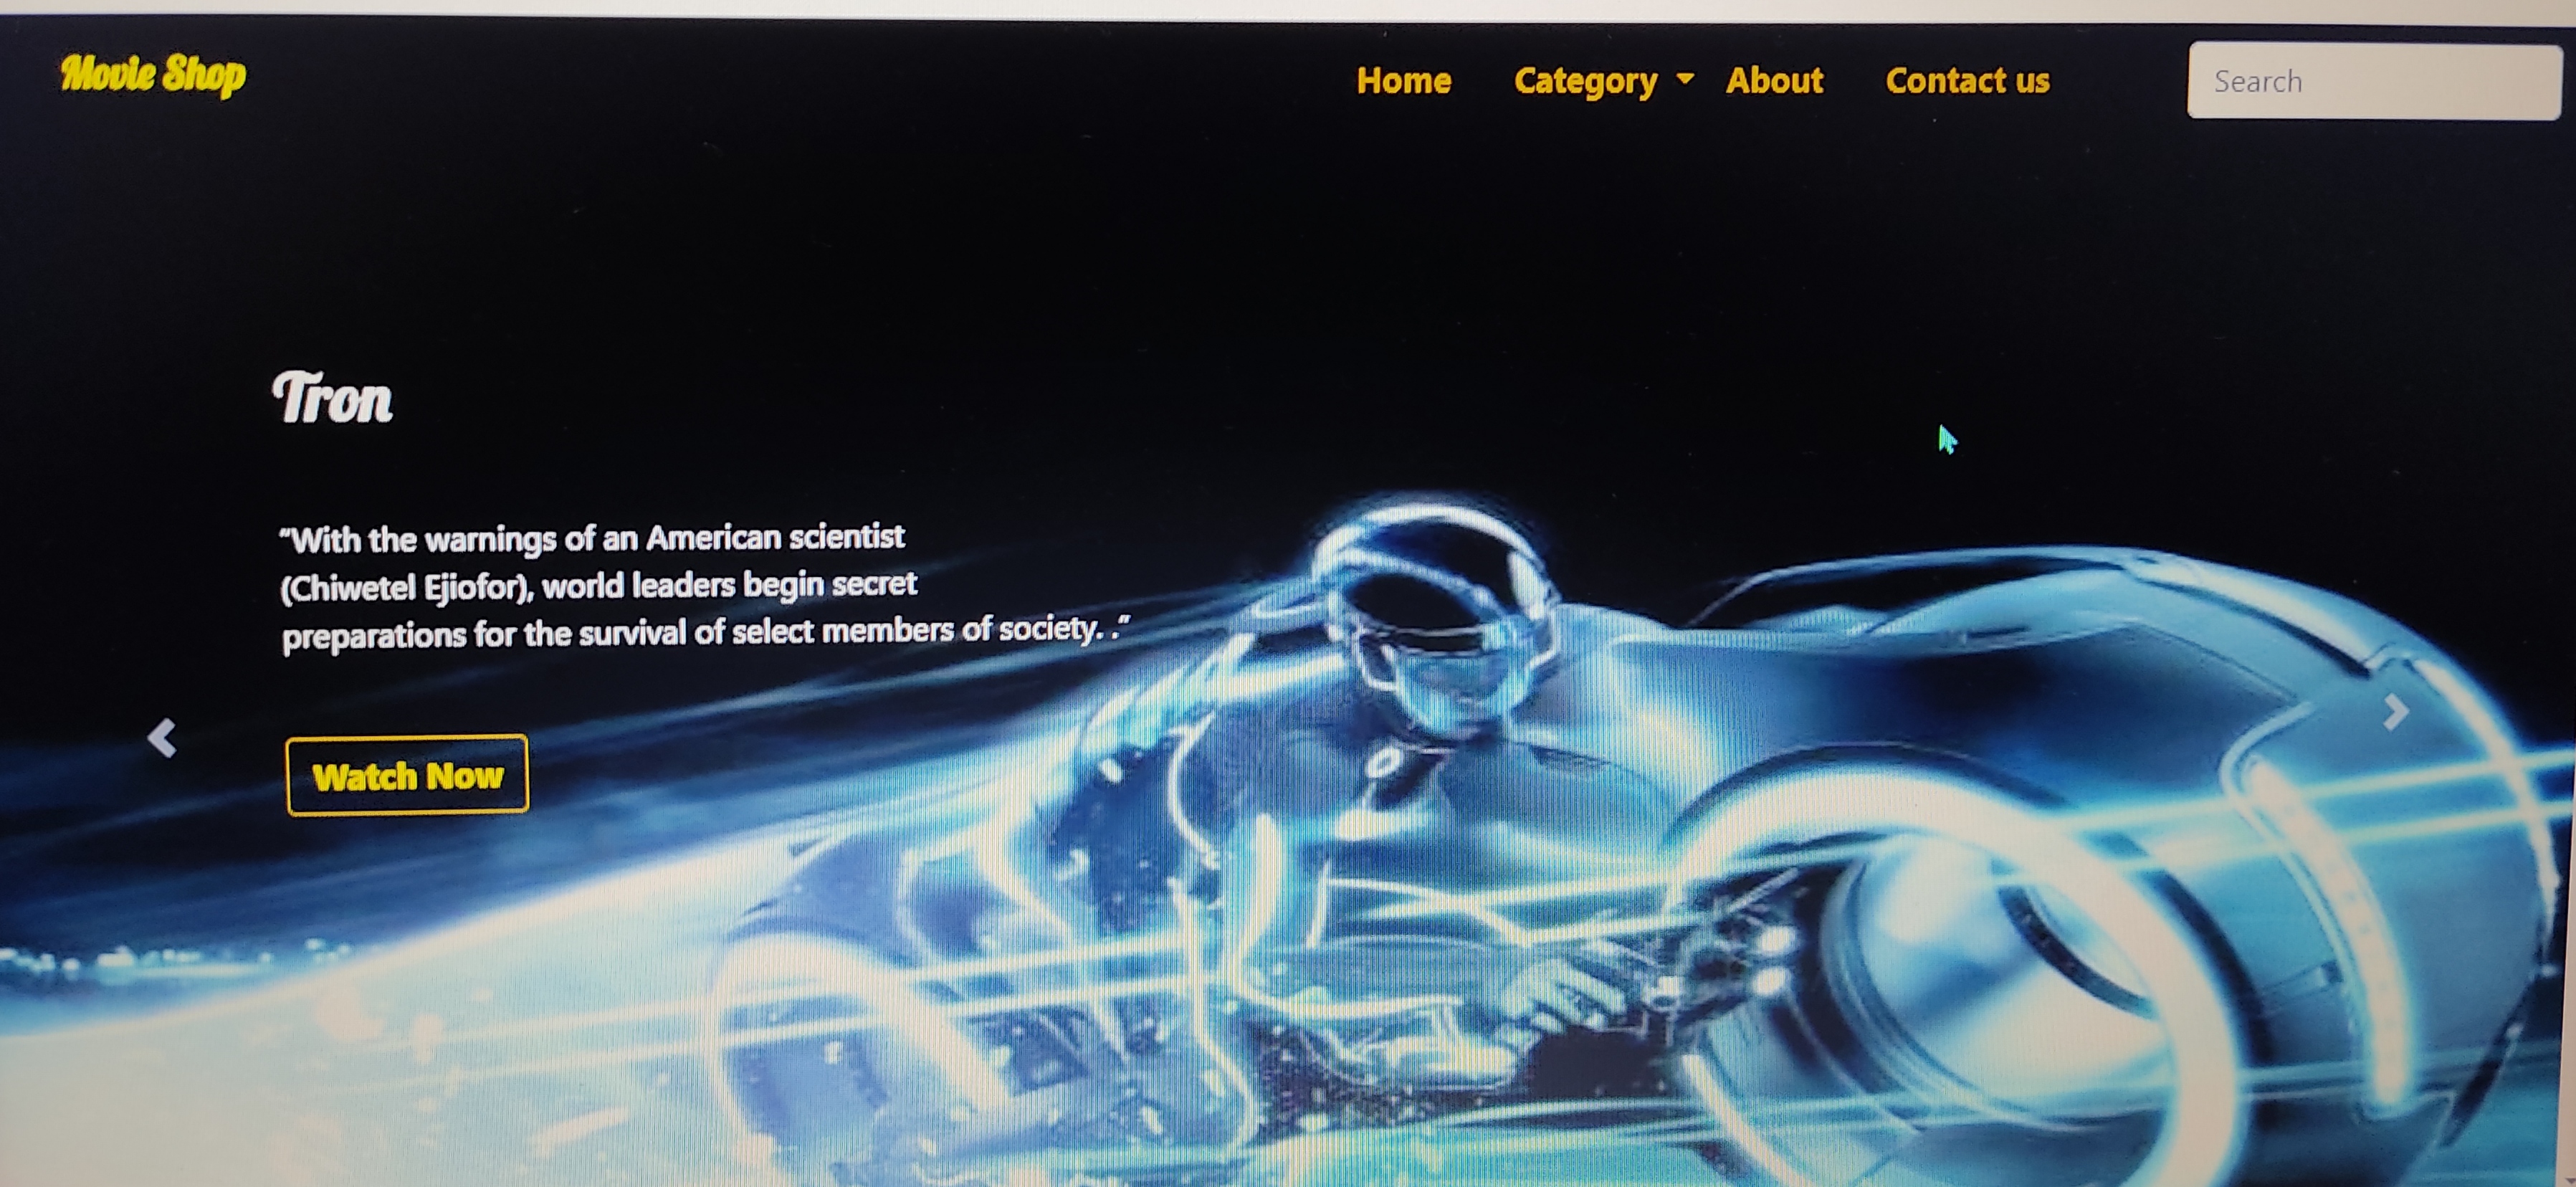 Movie Shop
Home Category About Contact us Search
Tron
“With the warnings of an American scientist
(Chiwetel Ejiofor), world leaders begin secret
preparations for the survival of select members of society. .”
Watch Now